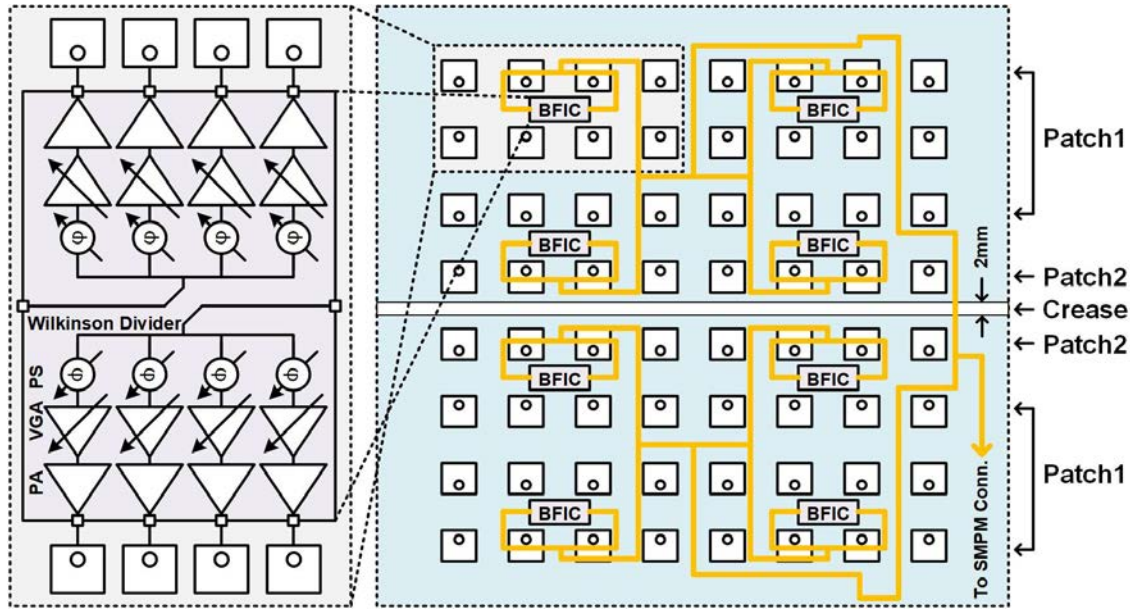 φ φ φ φ
Wilkinson Divider
φ φ φ φ
PS
VGA
PA
BFIC BFIC
BFIC BFIC
BFIC BFIC
BFIC BFIC
Patch1
2mm
Patch2
Crease
Patch2
Patch1
To SMPM Conn.